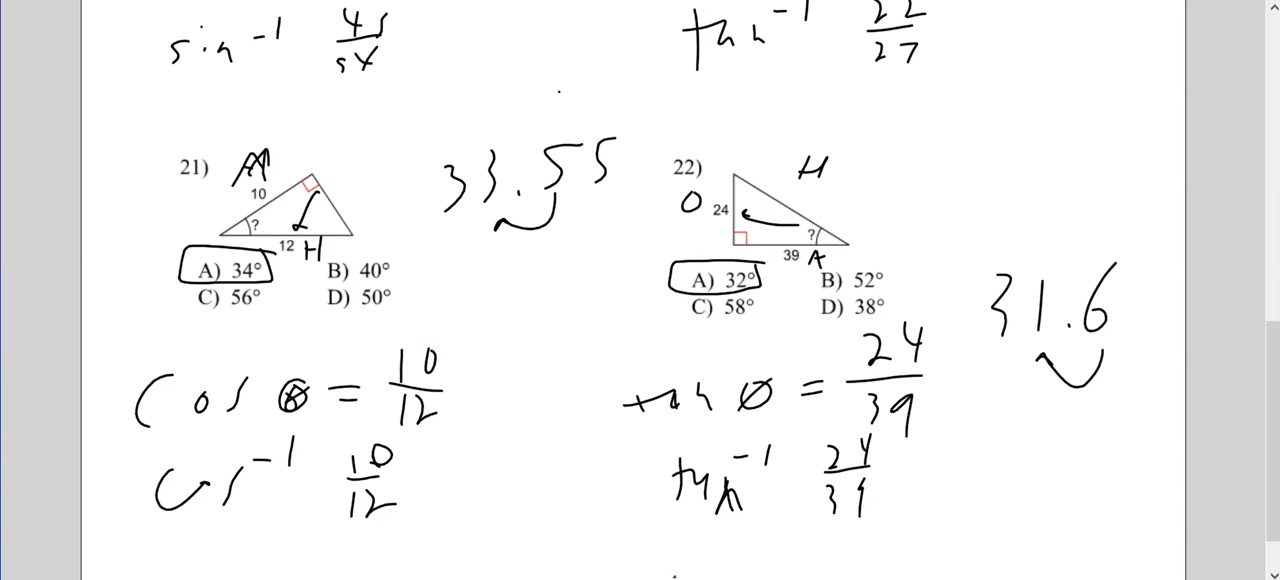 sin⁻¹ 45/54
tan⁻¹ 22/27
21) A 10 ? 12 H
33.55
A) 34° B) 40°
C) 56° D) 50°
cos θ = 10/12
cos⁻¹ 10/12
22) H O 24 ? 39 A
A) 32° B) 52°
C) 58° D) 38°
31.6
tan θ = 24/39
tan⁻¹ 24/39